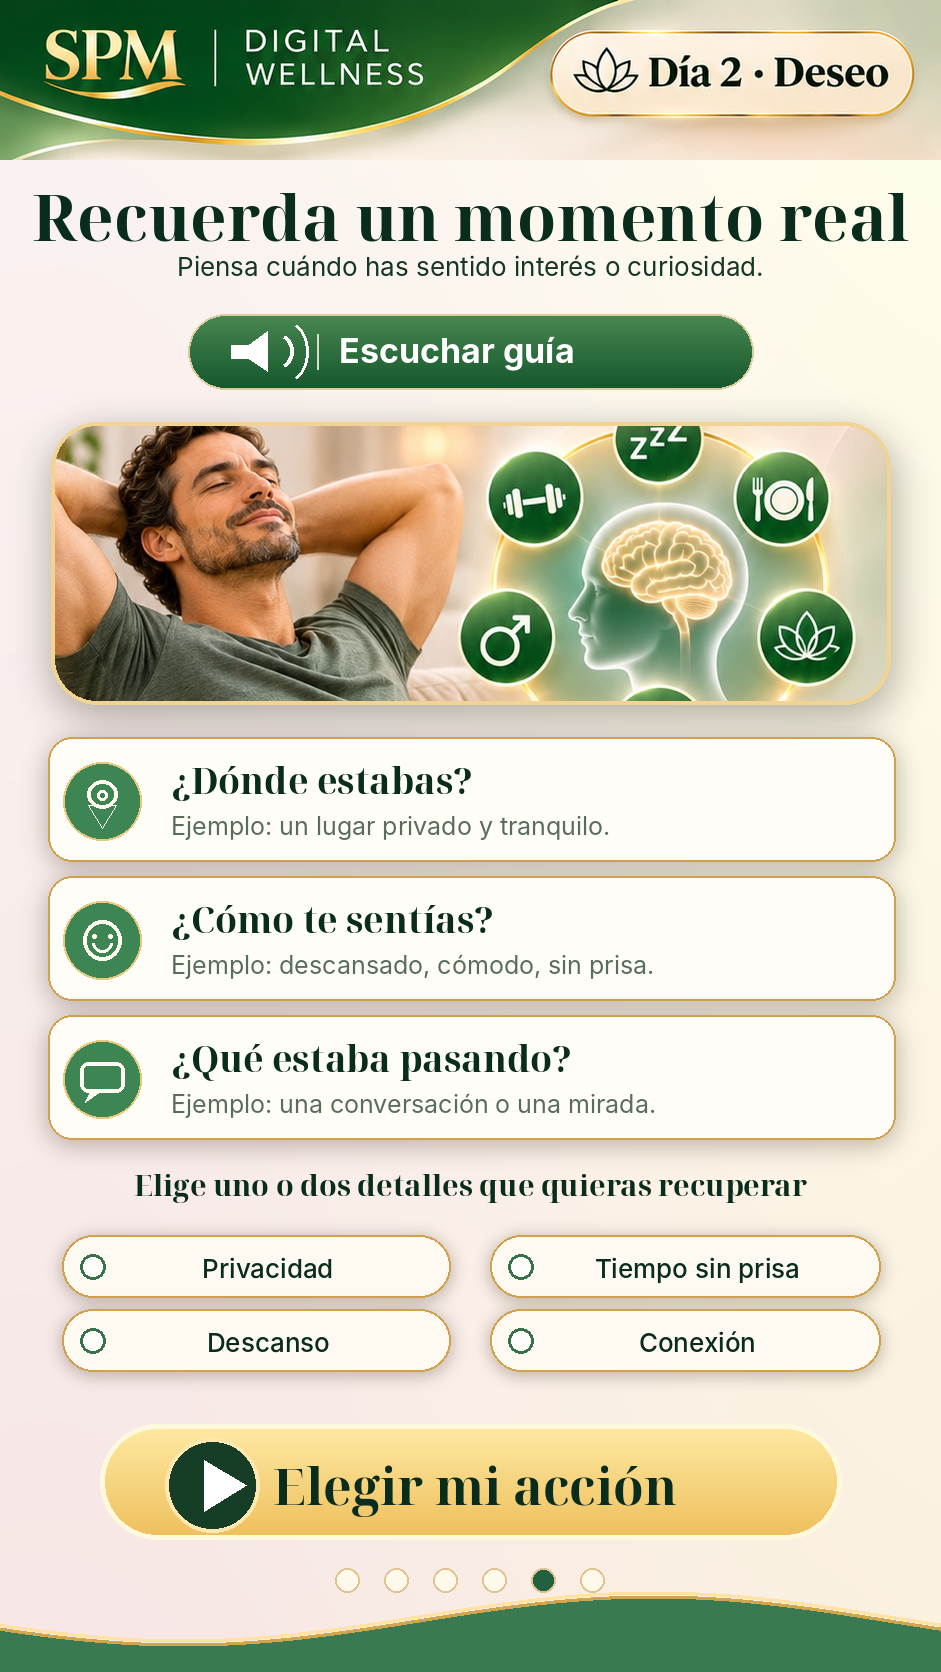 SPM
DIGITAL
WELLNESS
Día 2 · Deseo
Recuerda un momento real
Piensa cuándo has sentido interés o curiosidad.
Escuchar guía
zzz
¿Dónde estabas?
Ejemplo: un lugar privado y tranquilo.
¿Cómo te sentías?
Ejemplo: descansado, cómodo, sin prisa.
¿Qué estaba pasando?
Ejemplo: una conversación o una mirada.
Elige uno o dos detalles que quieras recuperar
Privacidad
Tiempo sin prisa
Descanso
Conexión
Elegir mi acción